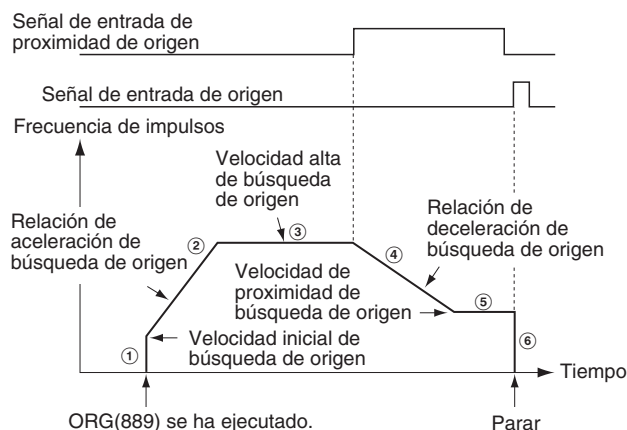 Señal de entrada de
proximidad de origen
Señal de entrada de origen
Frecuencia de impulsos
Velocidad alta
de búsqueda
de origen
Relación de
aceleración de
búsqueda de origen
②
③
④
Relación de
deceleración de
búsqueda de origen
Velocidad de
proximidad de
búsqueda de origen
⑤
①
Velocidad inicial de
búsqueda de origen
⑥
Tiempo
ORG(889) se ha ejecutado.
Parar